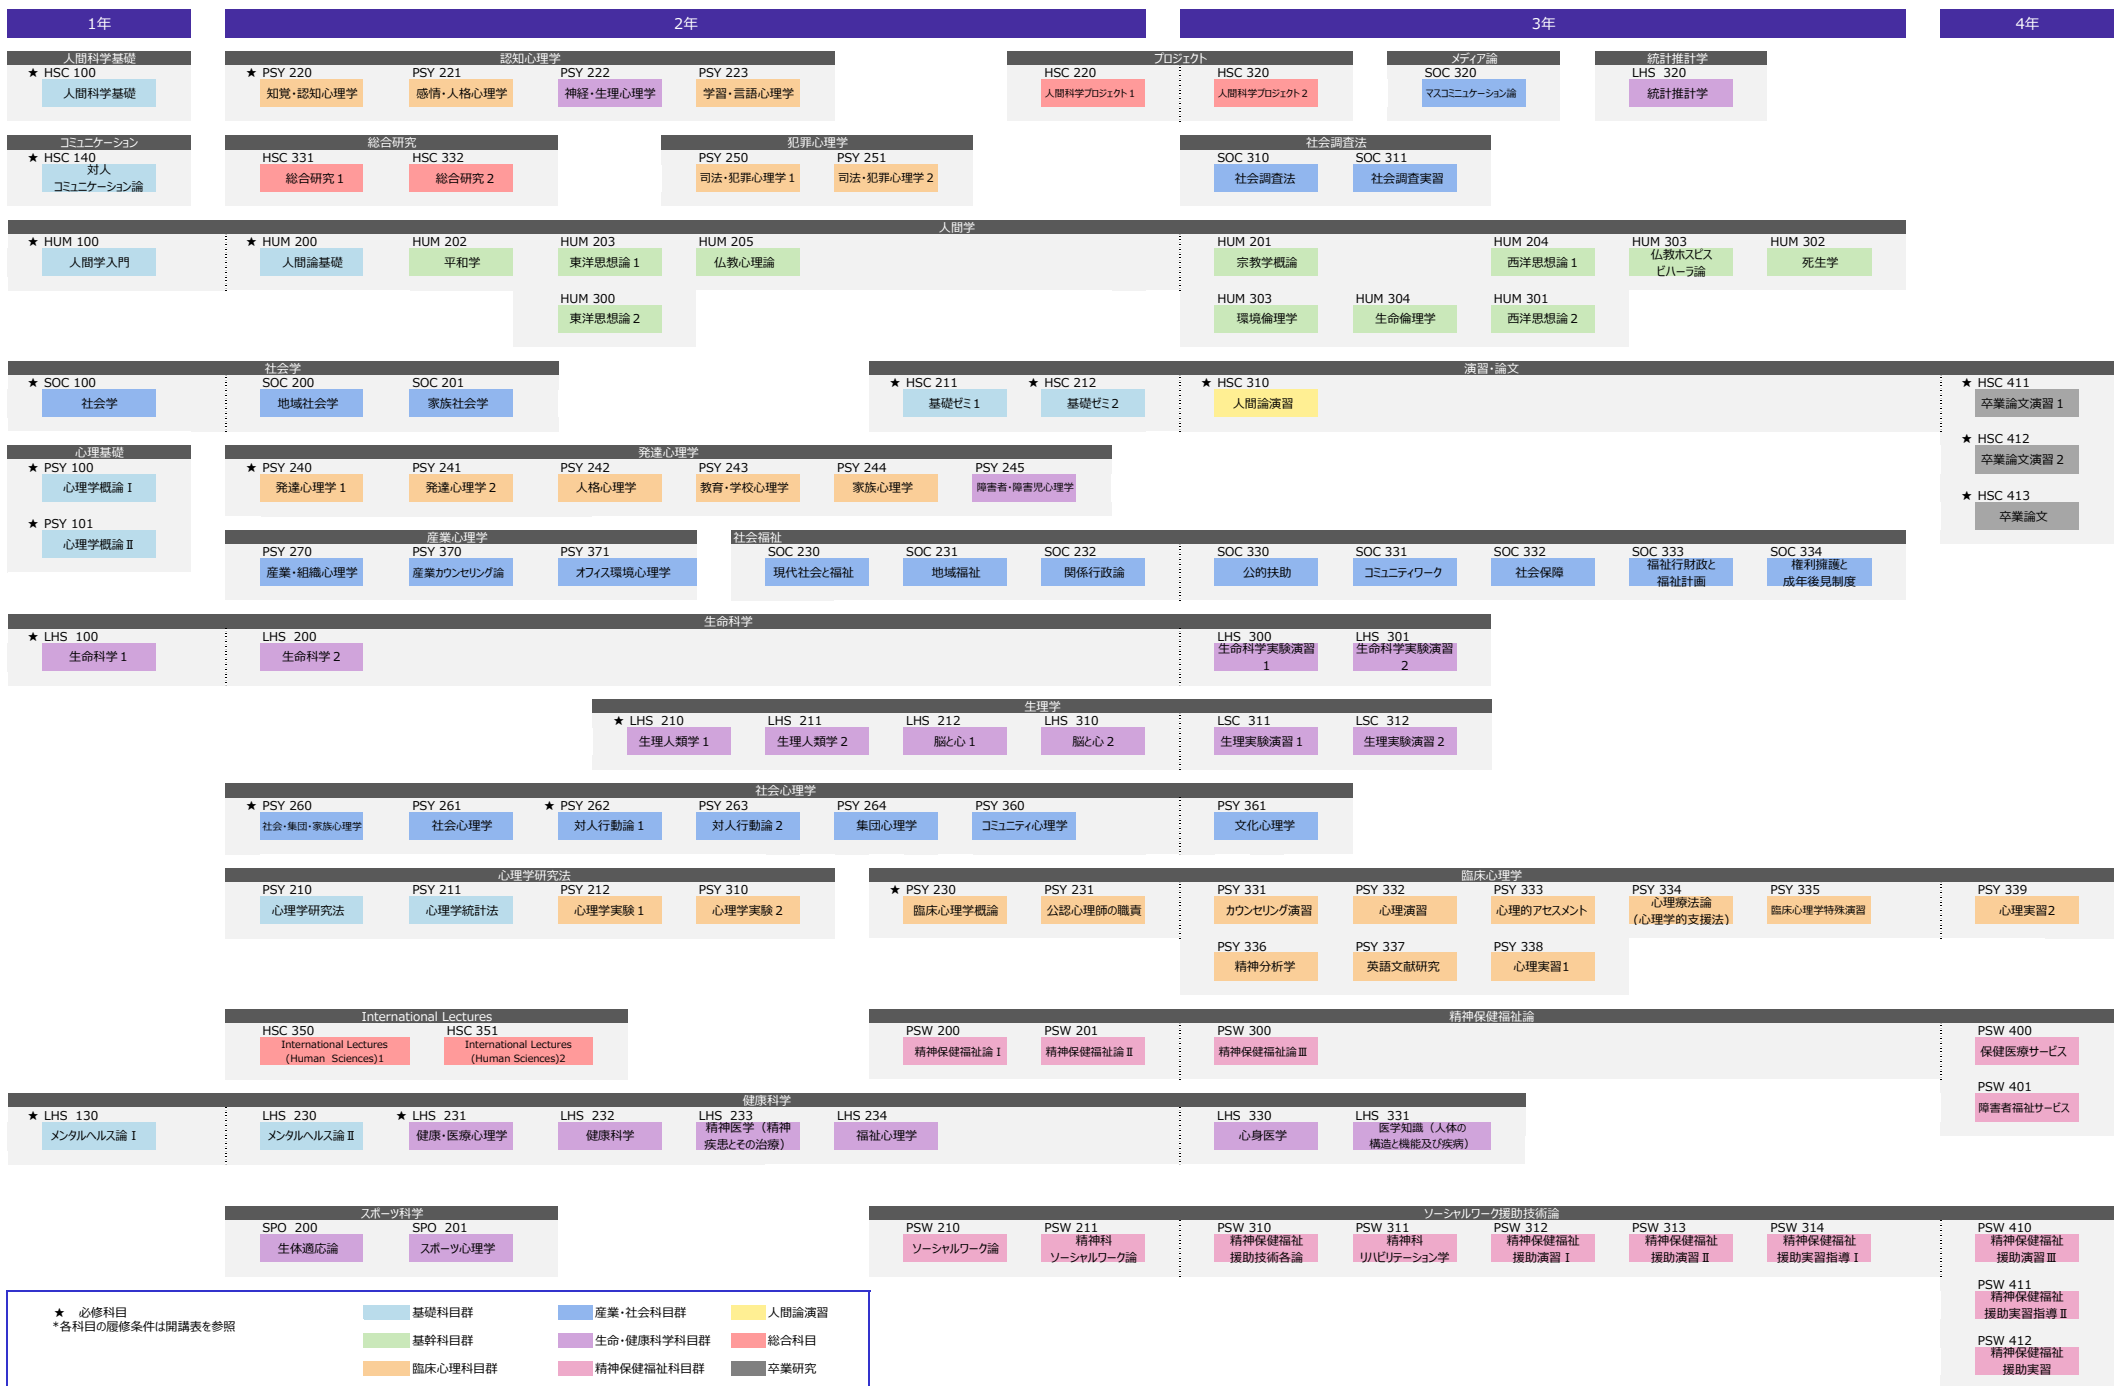 1年
2年
3年
4年
人間科学基礎
認知心理学
プロジェクト
メディア論
統計推計学
★ HSC 100
★ PSY 220
PSY 221
PSY 222
PSY 223
HSC 220
HSC 320
SOC 320
LHS 320
人間科学基礎
知覚・認知心理学
感情・人格心理学
神経・生理心理学
学習・言語心理学
人間科学プロジェクト1
人間科学プロジェクト2
マスコミニュケーション論
統計推計学
コミュニケーション
総合研究
犯罪心理学
社会調査法
★ HSC 140
HSC 331
HSC 332
PSY 250
PSY 251
SOC 310
SOC 311
対人
コミュニケーション論
総合研究1
総合研究2
司法・犯罪心理学1
司法・犯罪心理学2
社会調査法
社会調査実習
人間学
★ HUM 100
★ HUM 200
HUM 202
HUM 203
HUM 205
HUM 201
HUM 204
HUM 303
HUM 302
人間学入門
人間論基礎
平和学
東洋思想論1
仏教心理論
宗教学概論
西洋思想論1
仏教ホスピス
ビハーラ論
死生学
HUM 300
HUM 303
HUM 304
HUM 301
東洋思想論2
環境倫理学
生命倫理学
西洋思想論2
社会学
演習・論文
★ SOC 100
SOC 200
SOC 201
★ HSC 211
★ HSC 212
★ HSC 310
★ HSC 411
社会学
地域社会学
家族社会学
基礎ゼミ1
基礎ゼミ2
人間論演習
卒業論文演習1
★ HSC 412
卒業論文演習2
★ HSC 413
卒業論文
心理基礎
発達心理学
★ PSY 100
★ PSY 240
PSY 241
PSY 242
PSY 243
PSY 244
PSY 245
心理学概論Ⅰ
発達心理学1
発達心理学2
人格心理学
教育・学校心理学
家族心理学
障害者・障害児心理学
★ PSY 101
心理学概論Ⅱ
産業心理学
社会福祉
PSY 270
PSY 370
PSY 371
SOC 230
SOC 231
SOC 232
SOC 330
SOC 331
SOC 332
SOC 333
SOC 334
産業・組織心理学
産業カウンセリング論
オフィス環境心理学
現代社会と福祉
地域福祉
関係行政論
公的扶助
コミュニティワーク
社会保障
福祉行財政と
福祉計画
権利擁護と
成年後見制度
生命科学
★ LHS 100
LHS 200
LHS 300
LHS 301
生命科学1
生命科学2
生命科学実験演習
1
生命科学実験演習
2
生理学
★ LHS 210
LHS 211
LHS 212
LHS 310
LSC 311
LSC 312
生理人類学1
生理人類学2
脳と心1
脳と心2
生理実験演習1
生理実験演習2
社会心理学
★ PSY 260
PSY 261
★ PSY 262
PSY 263
PSY 264
PSY 360
PSY 361
社会・集団・家族心理学
社会心理学
対人行動論1
対人行動論2
集団心理学
コミュニティ心理学
文化心理学
心理学研究法
臨床心理学
PSY 210
PSY 211
PSY 212
PSY 310
★ PSY 230
PSY 231
PSY 331
PSY 332
PSY 333
PSY 334
PSY 335
PSY 339
心理学研究法
心理学統計法
心理学実験1
心理学実験2
臨床心理学概論
公認心理師の職責
カウンセリング演習
心理演習
心理的アセスメント
心理療法論
(心理学的支援法)
臨床心理学特殊演習
心理実習2
PSY 336
PSY 337
PSY 338
精神分析学
英語文献研究
心理実習1
International Lectures
精神保健福祉論
HSC 350
HSC 351
PSW 200
PSW 201
PSW 300
PSW 400
International Lectures
(Human Sciences)1
International Lectures
(Human Sciences)2
精神保健福祉論Ⅰ
精神保健福祉論Ⅱ
精神保健福祉論Ⅲ
保健医療サービス
PSW 401
障害者福祉サービス
健康科学
★ LHS 130
LHS 230
★ LHS 231
LHS 232
LHS 233
LHS 234
LHS 330
LHS 331
メンタルヘルス論Ⅰ
メンタルヘルス論Ⅱ
健康・医療心理学
健康科学
精神医学（精神
疾患とその治療）
福祉心理学
心身医学
医学知識（人体の
構造と機能及び疾病）
スポーツ科学
ソーシャルワーク援助技術論
SPO 200
SPO 201
PSW 210
PSW 211
PSW 310
PSW 311
PSW 312
PSW 313
PSW 314
PSW 410
生体適応論
スポーツ心理学
ソーシャルワーク論
精神科
ソーシャルワーク論
精神保健福祉
援助技術各論
精神科
リハビリテーション学
精神保健福祉
援助演習Ⅰ
精神保健福祉
援助演習Ⅱ
精神保健福祉
援助実習指導Ⅰ
精神保健福祉
援助演習Ⅲ
PSW 411
精神保健福祉
援助実習指導Ⅱ
PSW 412
精神保健福祉
援助実習
★ 必修科目
*各科目の履修条件は開講表を参照
基礎科目群
産業・社会科目群
人間論演習
基幹科目群
生命・健康科学科目群
総合科目
臨床心理科目群
精神保健福祉科目群
卒業研究